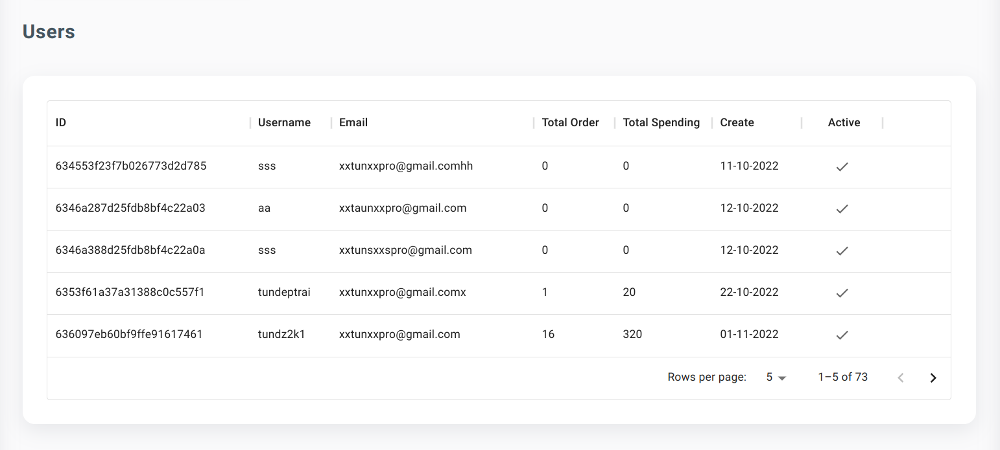 Users
ID Username Email Total Order Total Spending Create Active
634553f23f7b026773d2d785 sss xxtunxxpro@gmail.comhh 0 0 11-10-2022
6346a287d25fdb8bf4c22a03 aa xxtaunxxpro@gmail.com 0 0 12-10-2022
6346a388d25fdb8bf4c22a0a sss xxtunsxxspro@gmail.com 0 0 12-10-2022
6353f61a37a31388c0c557f1 tundeptrai xxtunxxpro@gmail.comx 1 20 22-10-2022
636097eb60bf9ffe91617461 tundz2k1 xxtunxxpro@gmail.com 16 320 01-11-2022
Rows per page: 5 1–5 of 73